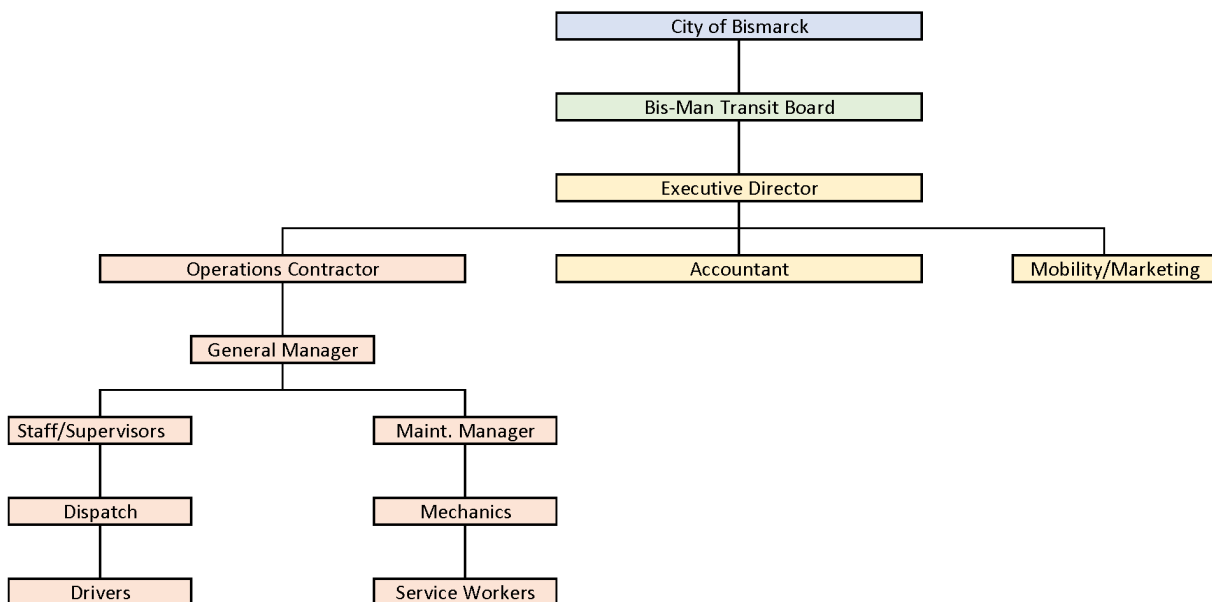 City of Bismarck
Bis-Man Transit Board
Executive Director
Operations Contractor
Accountant
Mobility/Marketing
General Manager
Staff/Supervisors
Maint. Manager
Dispatch
Mechanics
Drivers
Service Workers